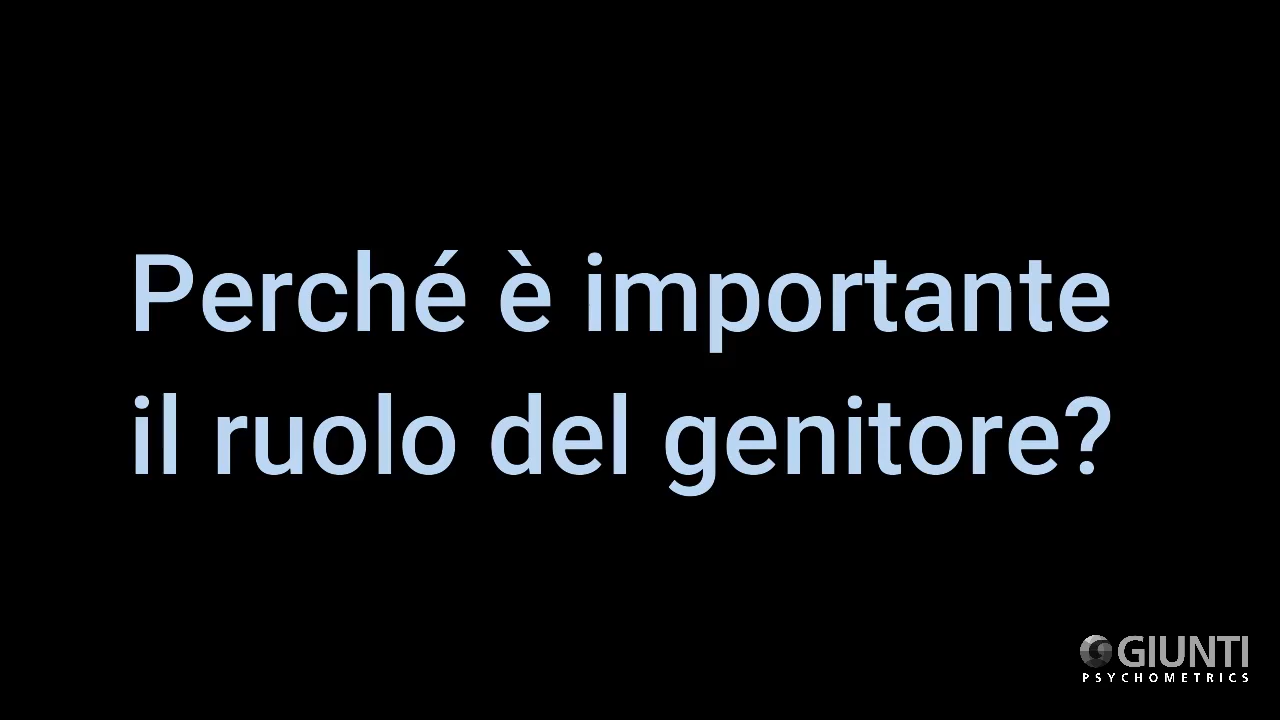 Perché è importante
il ruolo del genitore?
GIUNTI
PSYCHOMETRICS